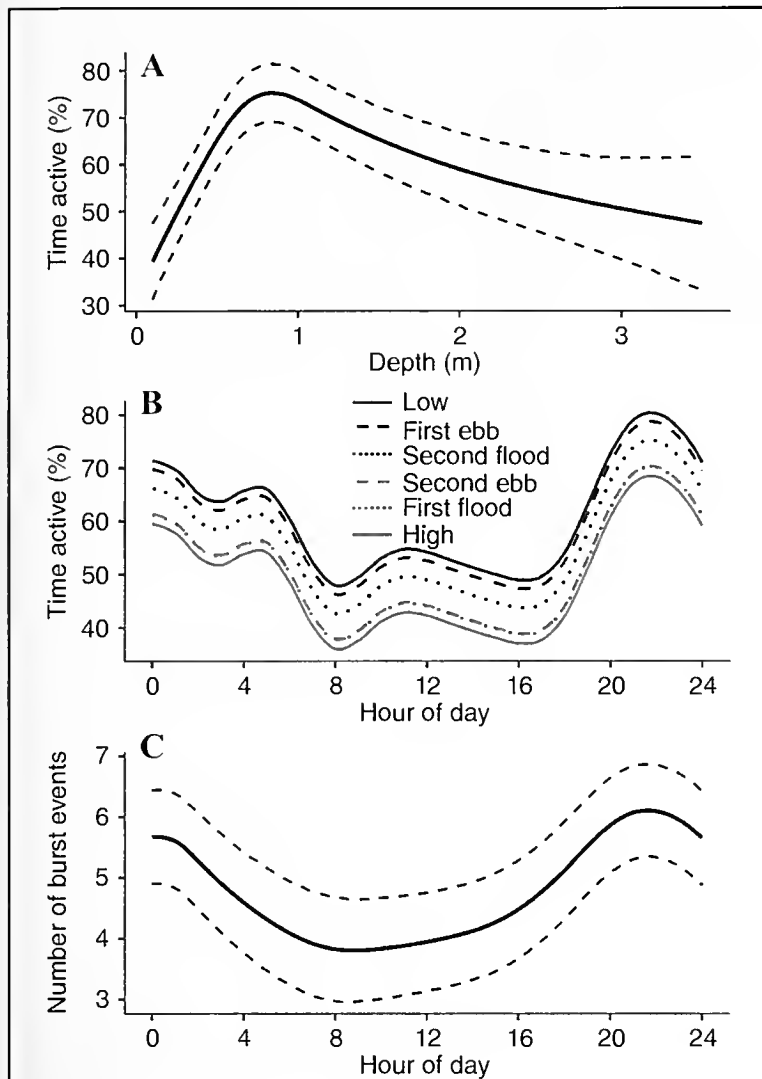 A
Time active (%)
80
70
60
50
40
30
0 1 2 3
Depth (m)
B
Time active (%)
80
70
60
50
40
Low
First ebb
Second flood
Second ebb
First flood
High
0 4 8 12 16 20 24
Hour of day
C
Number of burst events
7
6
5
4
3
0 4 8 12 16 20 24
Hour of day